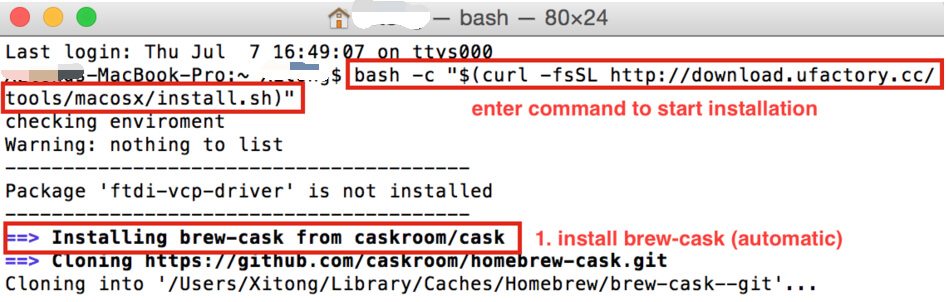 — bash — 80×24
Last login: Thu Jul  7 16:49:07 on ttys000
-MacBook-Pro:~ $ bash -c "$(curl -fsSL http://download.ufactory.cc/
tools/macosx/install.sh)"
enter command to start installation
checking enviroment
Warning: nothing to list
----------------------------------------
Package 'ftdi-vcp-driver' is not installed
----------------------------------------
==> Installing brew-cask from caskroom/cask
1. install brew-cask (automatic)
==> Cloning https://github.com/caskroom/homebrew-cask.git
Cloning into '/Users/Xitong/Library/Caches/Homebrew/brew-cask--git'...